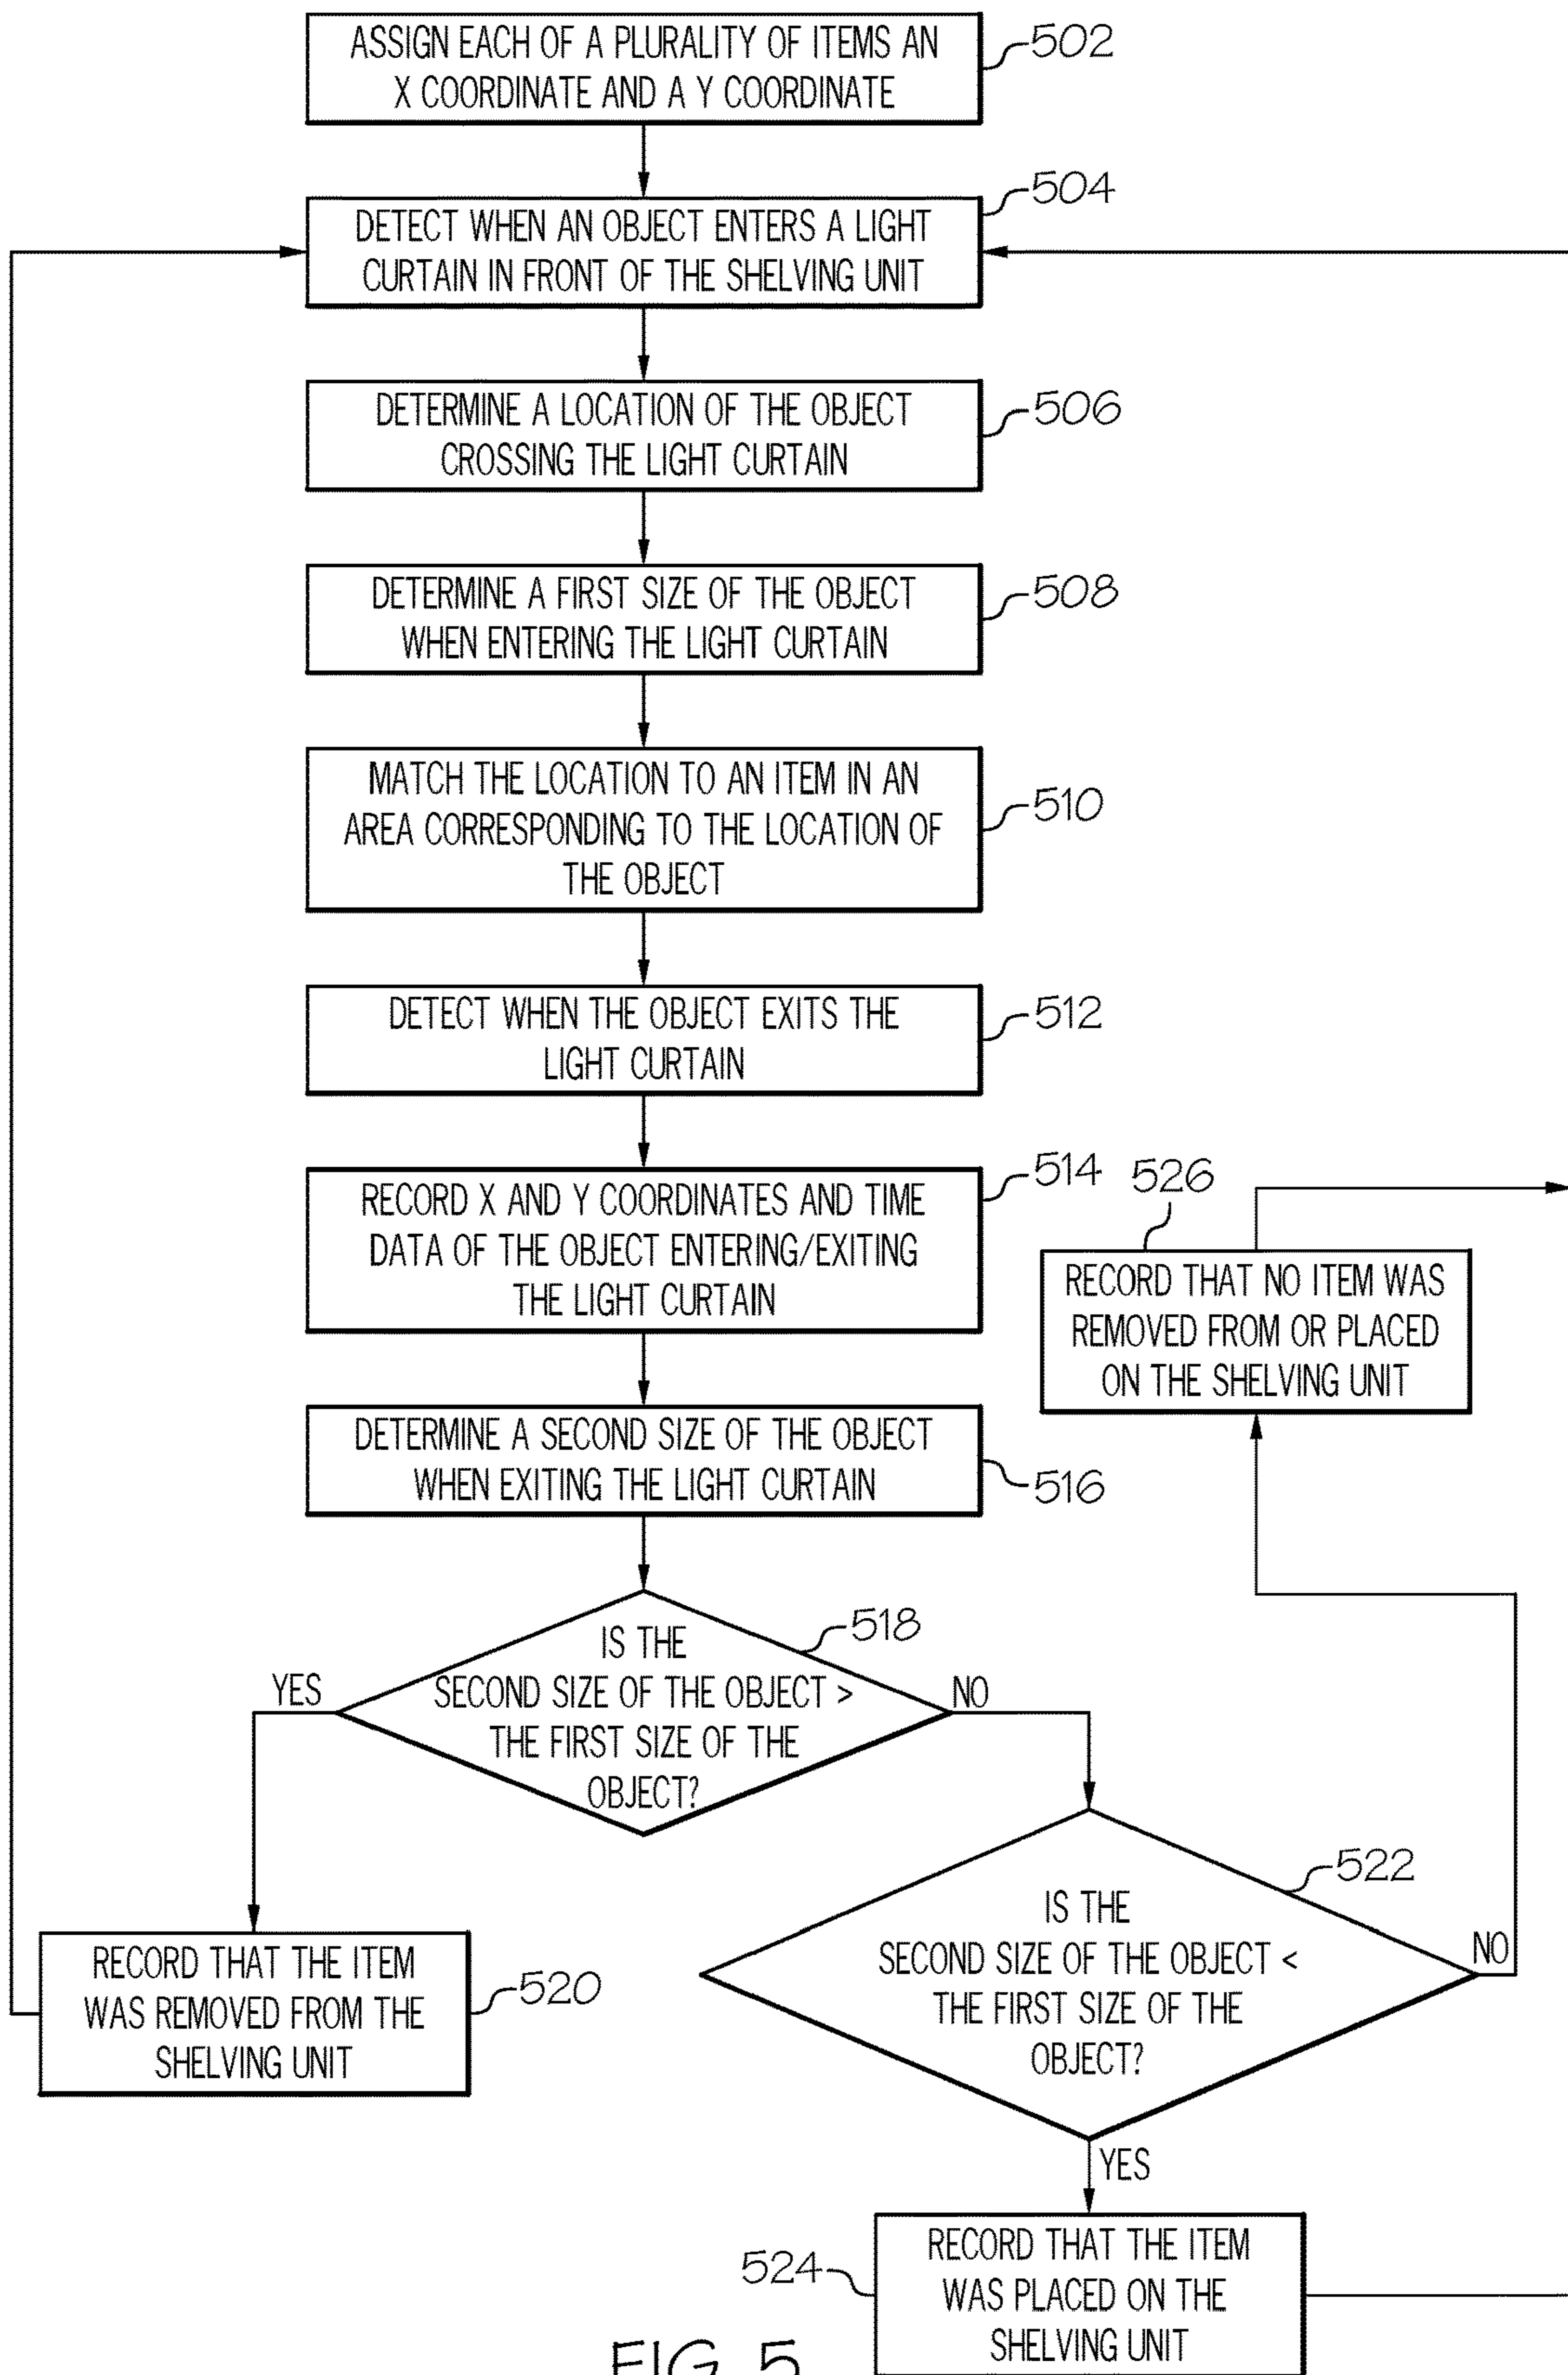 ASSIGN EACH OF A PLURALITY OF ITEMS AN
X COORDINATE AND A Y COORDINATE
502
DETECT WHEN AN OBJECT ENTERS A LIGHT
CURTAIN IN FRONT OF THE SHELVING UNIT
504
DETERMINE A LOCATION OF THE OBJECT
CROSSING THE LIGHT CURTAIN
506
DETERMINE A FIRST SIZE OF THE OBJECT
WHEN ENTERING THE LIGHT CURTAIN
508
MATCH THE LOCATION TO AN ITEM IN AN
AREA CORRESPONDING TO THE LOCATION OF
THE OBJECT
510
DETECT WHEN THE OBJECT EXITS THE
LIGHT CURTAIN
512
RECORD X AND Y COORDINATES AND TIME
DATA OF THE OBJECT ENTERING/EXITING
THE LIGHT CURTAIN
514
526
RECORD THAT NO ITEM WAS
REMOVED FROM OR PLACED
ON THE SHELVING UNIT
DETERMINE A SECOND SIZE OF THE OBJECT
WHEN EXITING THE LIGHT CURTAIN
516
IS THE
SECOND SIZE OF THE OBJECT >
THE FIRST SIZE OF THE
OBJECT?
518
YES
NO
RECORD THAT THE ITEM
WAS REMOVED FROM THE
SHELVING UNIT
520
IS THE
SECOND SIZE OF THE OBJECT <
THE FIRST SIZE OF THE
OBJECT?
522
NO
YES
524
RECORD THAT THE ITEM
WAS PLACED ON THE
SHELVING UNIT
FIG. 5